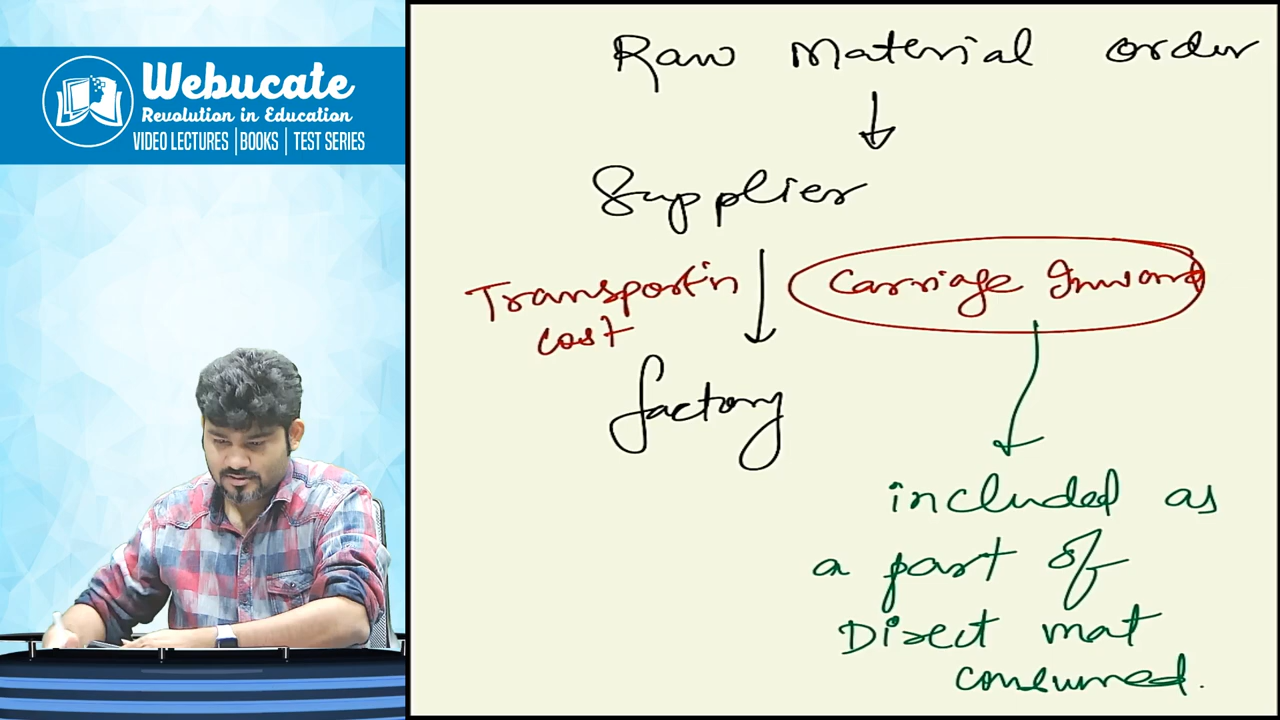 Webucate
Revolution in Education
VIDEO LECTURES | BOOKS | TEST SERIES
Raw Material order
Supplier
Transportin cost
Carriage Inward
factory
included as
a part of
Direct mat
consumed.